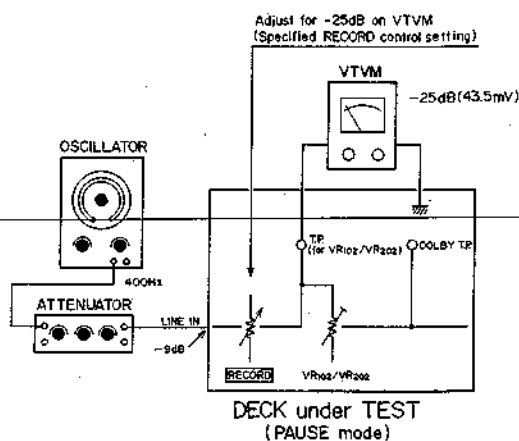 Adjust for -25dB on VTVM
(Specified RECORD control setting)
VTVM
-25dB(43.5mV)
OSCILLATOR
T.P.
(for VR102/VR202)
DOLBY T.P.
400Hz
ATTENUATOR
LINE IN
-9dB
RECORD
VR102/VR202
DECK under TEST
(PAUSE mode)